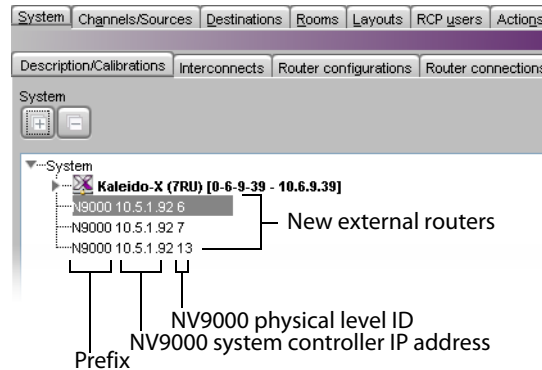 System Channels/Sources Destinations Rooms Layouts RCP users Actions
Description/Calibrations Interconnects Router configurations Router connections
System
System
Kaleido-X (7RU) [0-6-9-39 - 10.6.9.39]
N9000 10.5.1.92 6
N9000 10.5.1.92 7
N9000 10.5.1.92 13
New external routers
NV9000 physical level ID
NV9000 system controller IP address
Prefix